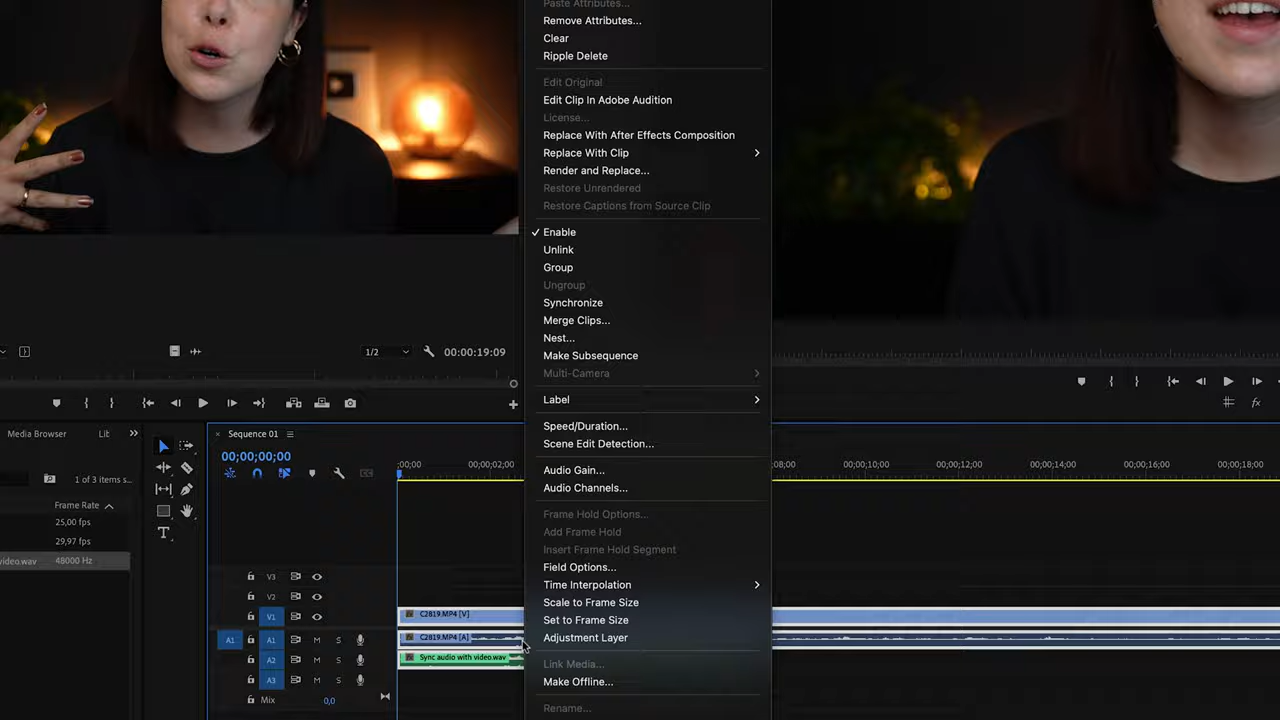 Paste Attributes...
Remove Attributes...
Clear
Ripple Delete
Edit Original
Edit Clip In Adobe Audition
License...
Replace With After Effects Composition
Replace With Clip
Render and Replace...
Restore Unrendered
Restore Captions from Source Clip
Enable
Unlink
Group
Ungroup
Synchronize
Merge Clips...
Nest...
Make Subsequence
Multi-Camera
Label
Speed/Duration...
Scene Edit Detection...
Audio Gain...
Audio Channels...
Frame Hold Options...
Add Frame Hold
Insert Frame Hold Segment
Field Options...
Time Interpolation
Scale to Frame Size
Set to Frame Size
Adjustment Layer
Link Media...
Make Offline...
Rename...
1/2
00:00:19:09
Media Browser
Lit
1 of 3 items s...
Frame Rate
25,00 fps
29,97 fps
video.wav 48000 Hz
Sequence 01
00;00;00;00
:00;00 00;00;02;00 :08;00 00;00;10;00 00;00;12;00 00;00;14;00 00;00;16;00 00;00;18;00
CC
fx
V3
V2
V1 C2819.MP4 [V]
A1 A1 M S C2819.MP4 [A]
A2 M S Sync audio with video.wav
A3 M S
Mix 0,0